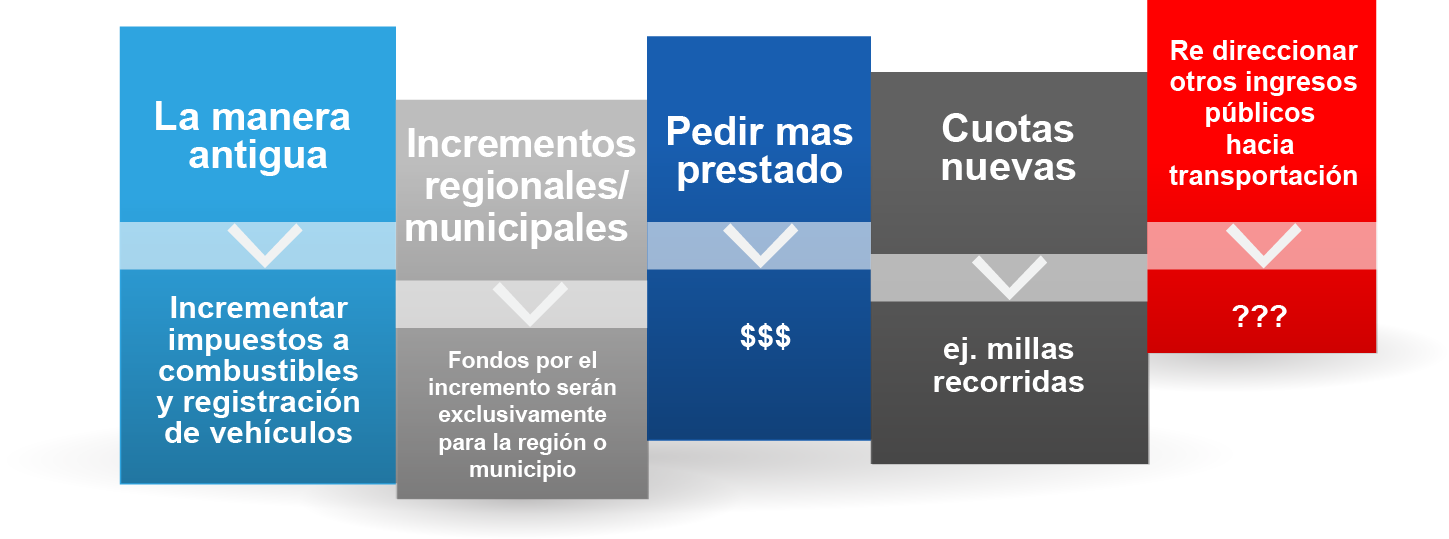 La manera
antigua
Incrementar
impuestos a
combustibles
y registración
de vehículos
Incrementos
regionales/
municipales
Fondos por el
incremento serán
exclusivamente
para la región o
municipio
Pedir mas
prestado
$$$
Cuotas
nuevas
ej. millas
recorridas
Re direccionar
otros ingresos
públicos
hacia
transportación
???